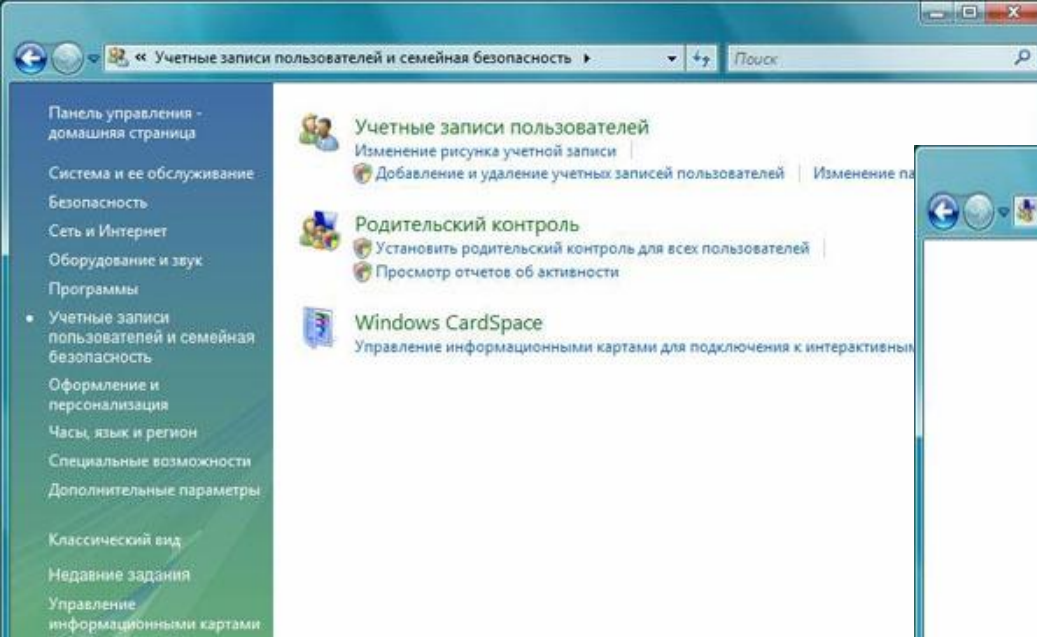 « Учетные записи пользователей и семейная безопасность
Поиск
Панель управления -
домашняя страница
Система и ее обслуживание
Безопасность
Сеть и Интернет
Оборудование и звук
Программы
Учетные записи
пользователей и семейная
безопасность
Оформление и
персонализация
Часы, язык и регион
Специальные возможности
Дополнительные параметры
Классический вид
Недавние задания
Управление
информационными картами
Учетные записи пользователей
Изменение рисунка учетной записи
Добавление и удаление учетных записей пользователей | Изменение па
Родительский контроль
Установить родительский контроль для всех пользователей
Просмотр отчетов об активности
Windows CardSpace
Управление информационными картами для подключения к интерактивным